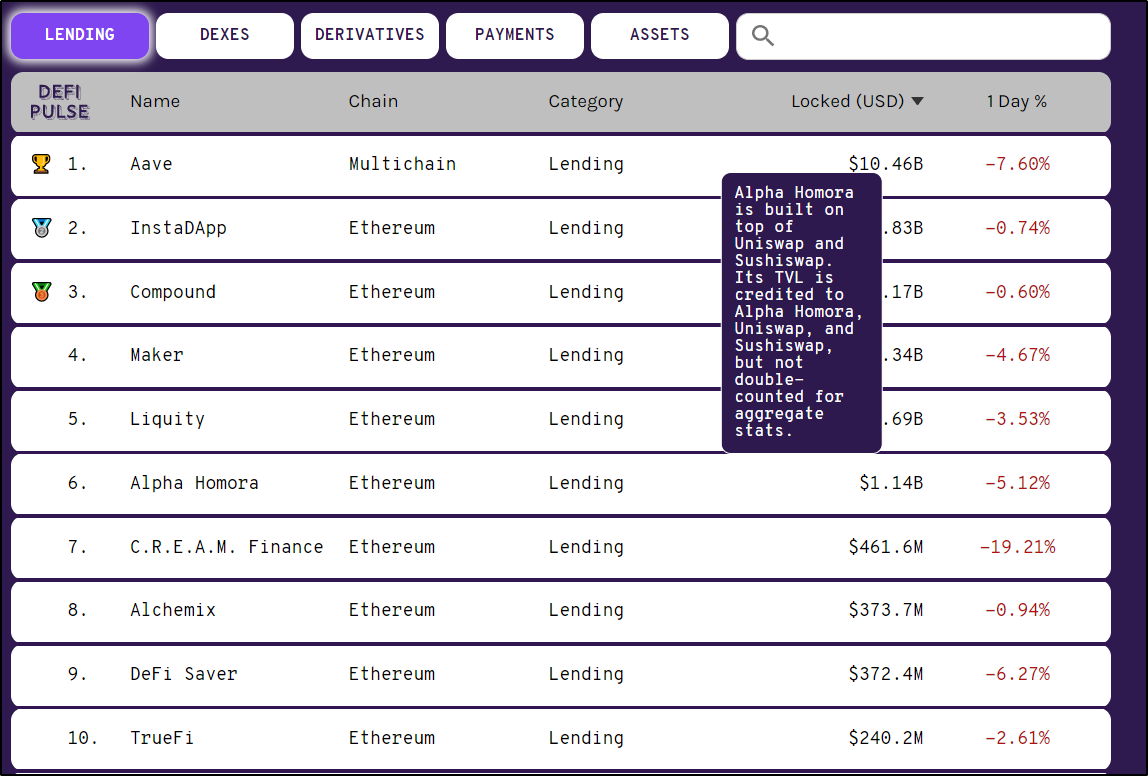 LENDING DEXES DERIVATIVES PAYMENTS ASSETS
DEFI PULSE Name Chain Category Locked (USD) 1 Day %
1. Aave Multichain Lending $10.46B -7.60%
2. InstaDApp Ethereum Lending .83B -0.74%
3. Compound Ethereum Lending .17B -0.60%
4. Maker Ethereum Lending .34B -4.67%
5. Liquity Ethereum Lending .69B -3.53%
6. Alpha Homora Ethereum Lending $1.14B -5.12%
7. C.R.E.A.M. Finance Ethereum Lending $461.6M -19.21%
8. Alchemix Ethereum Lending $373.7M -0.94%
9. DeFi Saver Ethereum Lending $372.4M -6.27%
10. TrueFi Ethereum Lending $240.2M -2.61%
Alpha Homora
is built on
top of
Uniswap and
Sushiswap.
Its TVL is
credited to
Alpha Homora,
Uniswap, and
Sushiswap,
but not
double-
counted for
aggregate
stats.